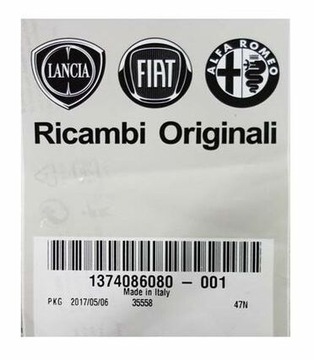 LANCIA
FIAT
ALFA ROMEO
Ricambi Originali
1374086080 - 001
Made in Italy
PKG 2017/05/06 35558 47N